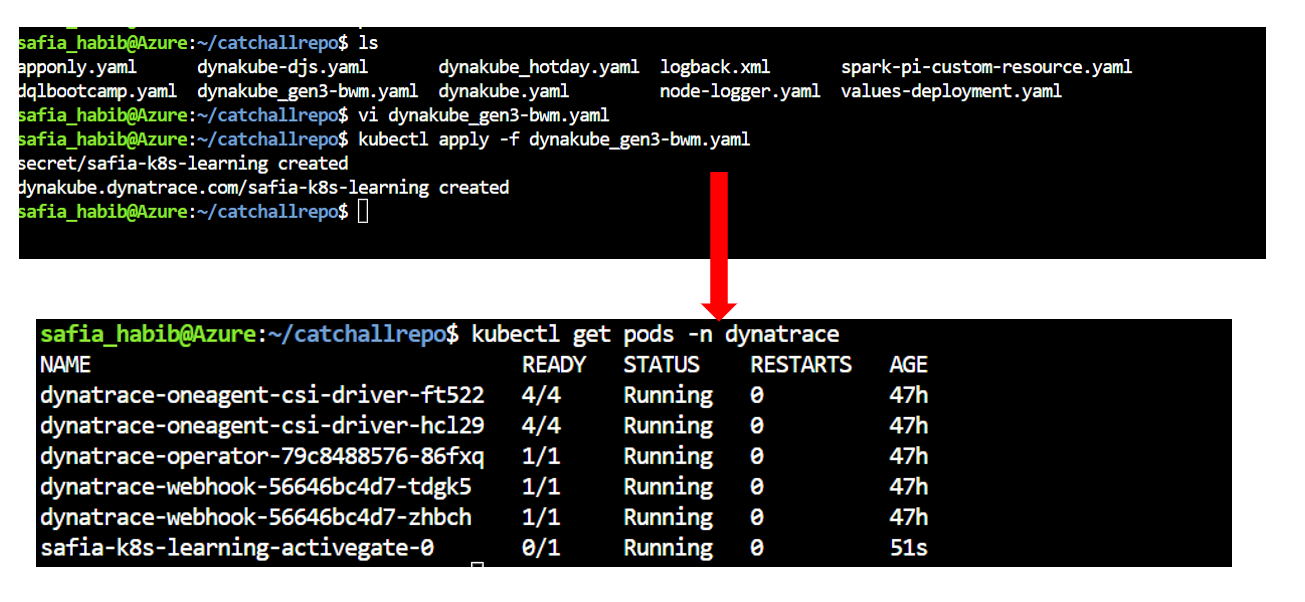 safia_habib@Azure:~/catchallrepo$ ls
apponly.yaml dynakube-djs.yaml dynakube_hotday.yaml logback.xml spark-pi-custom-resource.yaml
dqlbootcamp.yaml dynakube_gen3-bwm.yaml dynakube.yaml node-logger.yaml values-deployment.yaml
safia_habib@Azure:~/catchallrepo$ vi dynakube_gen3-bwm.yaml
safia_habib@Azure:~/catchallrepo$ kubectl apply -f dynakube_gen3-bwm.yaml
secret/safia-k8s-learning created
dynakube.dynatrace.com/safia-k8s-learning created
safia_habib@Azure:~/catchallrepo$
safia_habib@Azure:~/catchallrepo$ kubectl get pods -n dynatrace
NAME READY STATUS RESTARTS AGE
dynatrace-oneagent-csi-driver-ft522 4/4 Running 0 47h
dynatrace-oneagent-csi-driver-hcl29 4/4 Running 0 47h
dynatrace-operator-79c8488576-86fxq 1/1 Running 0 47h
dynatrace-webhook-56646bc4d7-tdgk5 1/1 Running 0 47h
dynatrace-webhook-56646bc4d7-zhbch 1/1 Running 0 47h
safia-k8s-learning-activegate-0 0/1 Running 0 51s